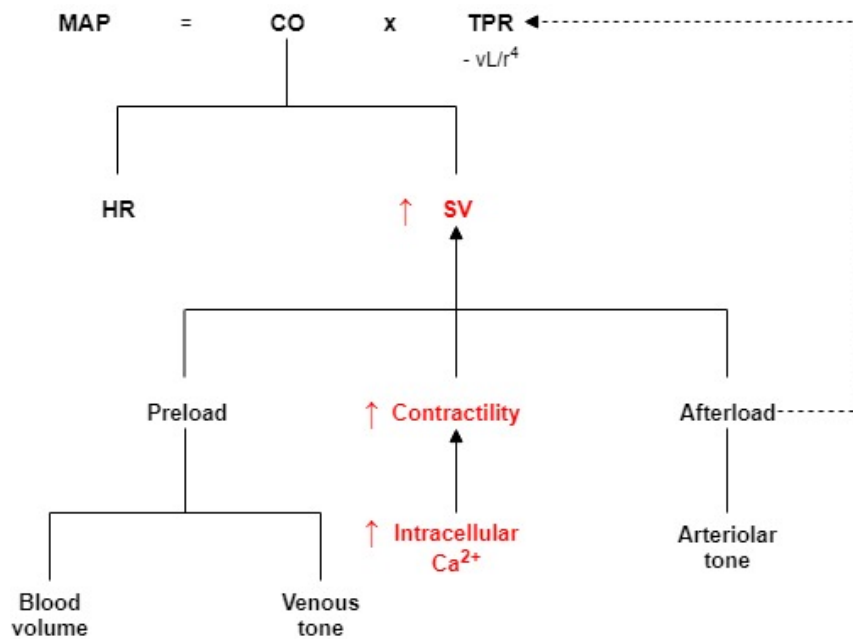 MAP = CO x TPR
- vL/r⁴
HR ↑ SV
Preload ↑ Contractility Afterload
↑ Intracellular Arteriolar
Ca²⁺ tone
Blood Venous
volume tone